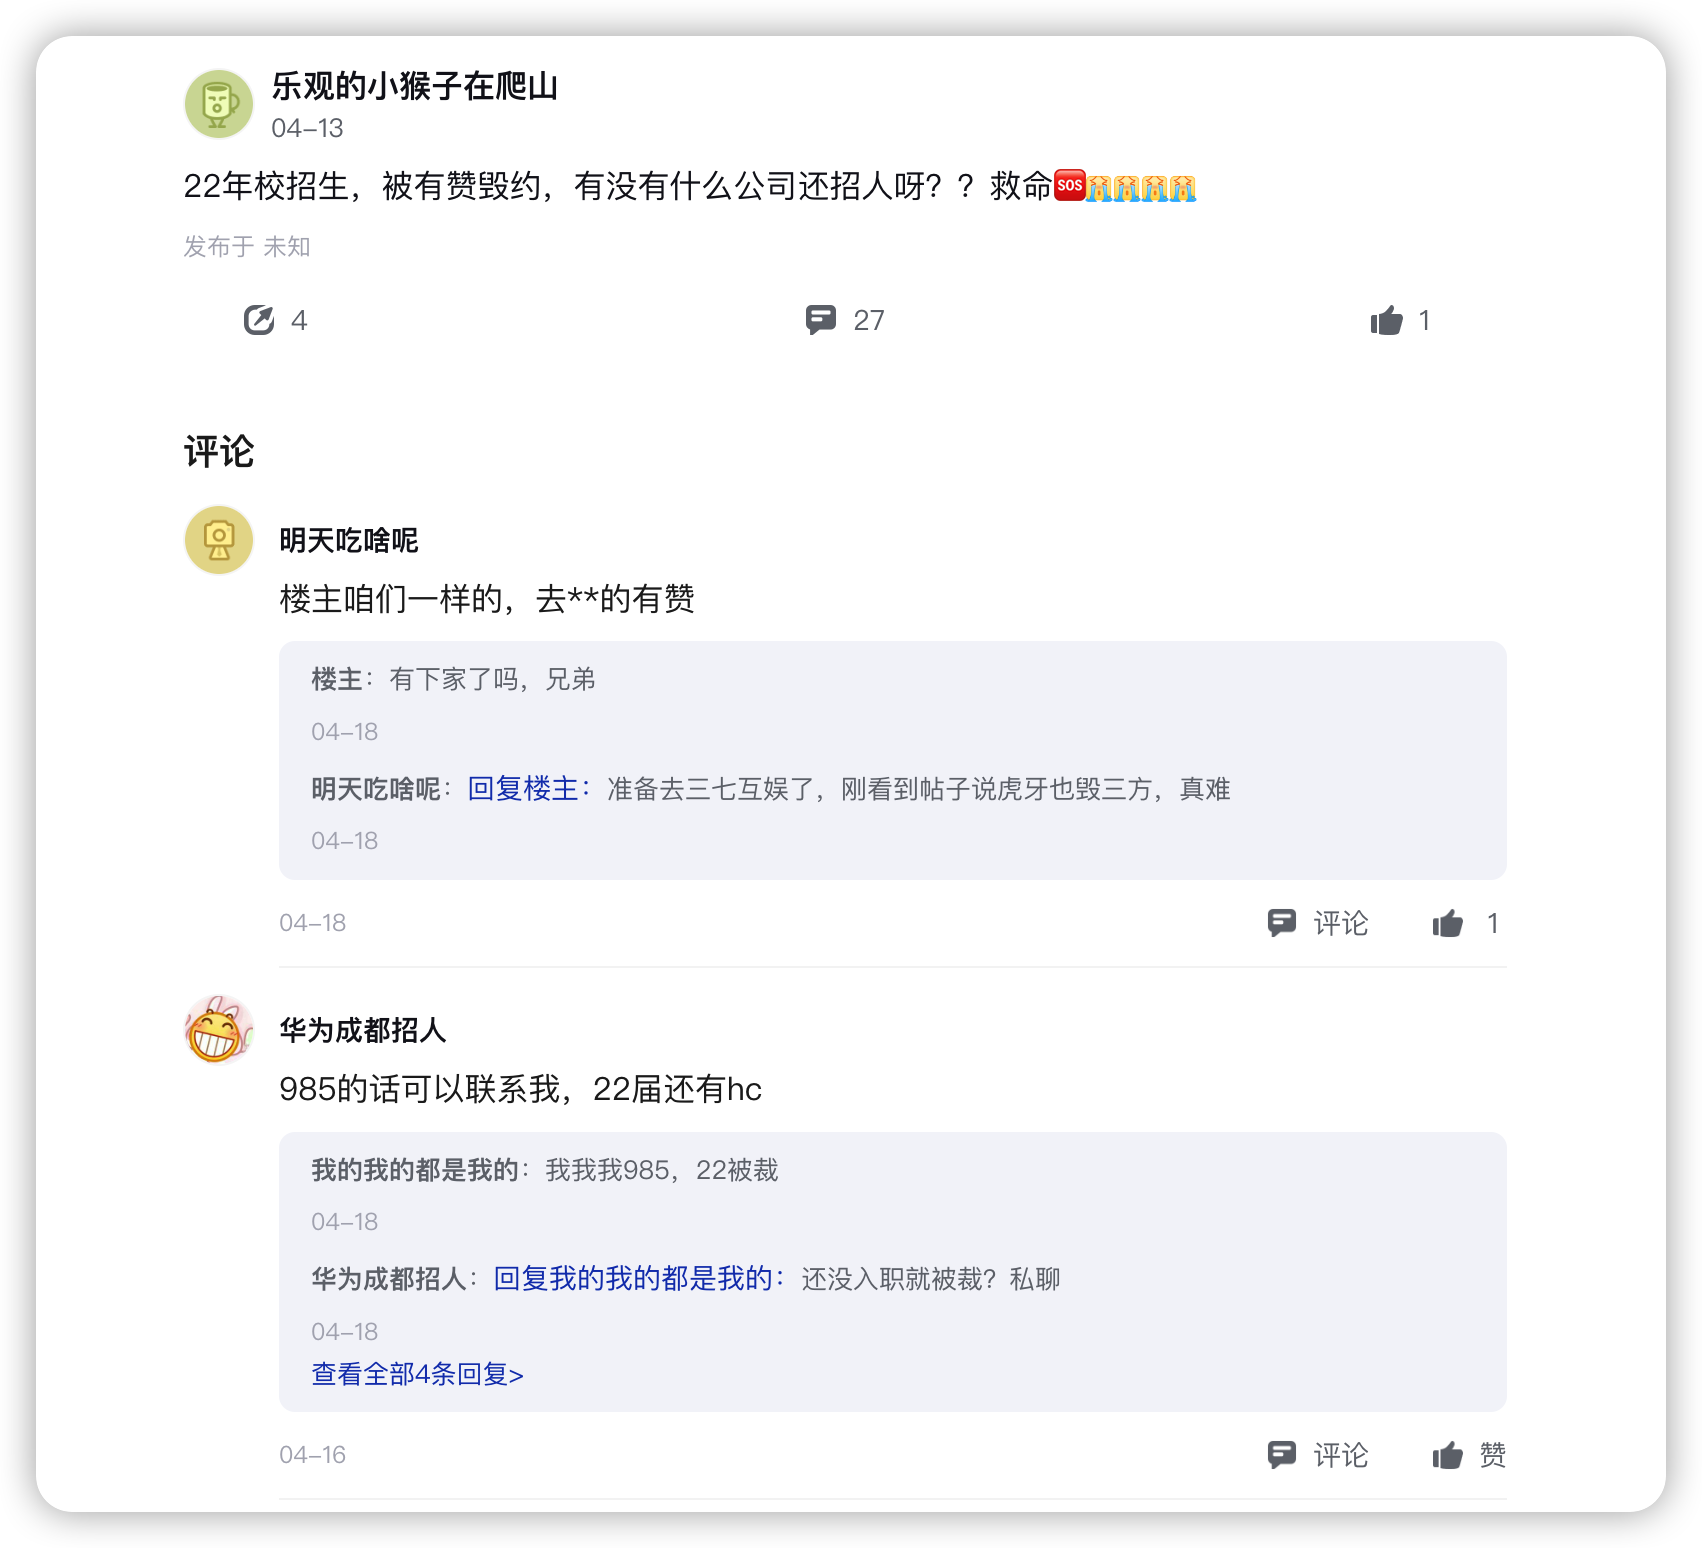 乐观的小猴子在爬山
04-13
22年校招生，被有赞毁约，有没有什么公司还招人呀？？救命🆘😭😭😭😭
发布于 未知
4 27 1
评论
明天吃啥呢
楼主咱们一样的，去**的有赞
楼主：有下家了吗，兄弟
04-18
明天吃啥呢：回复楼主：准备去三七互娱了，刚看到帖子说虎牙也毁三方，真难
04-18
04-18 评论 1
华为成都招人
985的话可以联系我，22届还有hc
我的我的都是我的：我我我985，22被裁
04-18
华为成都招人：回复我的我的都是我的：还没入职就被裁？私聊
04-18
查看全部4条回复>
04-16 评论 赞